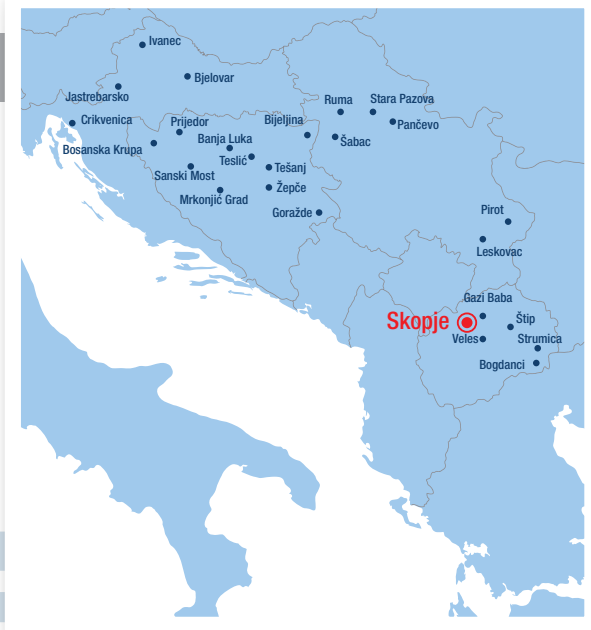 Ivanec
Bjelovar
Jastrebarsko
Ruma
Stara Pazova
Crikvenica
Prijedor
Bijeljina
Pančevo
Banja Luka
Šabac
Bosanska Krupa
Teslić
Tešanj
Sanski Most
Žepče
Mrkonjić Grad
Goražde
Pirot
Leskovac
Gazi Baba
Skopje
Štip
Veles
Strumica
Bogdanci